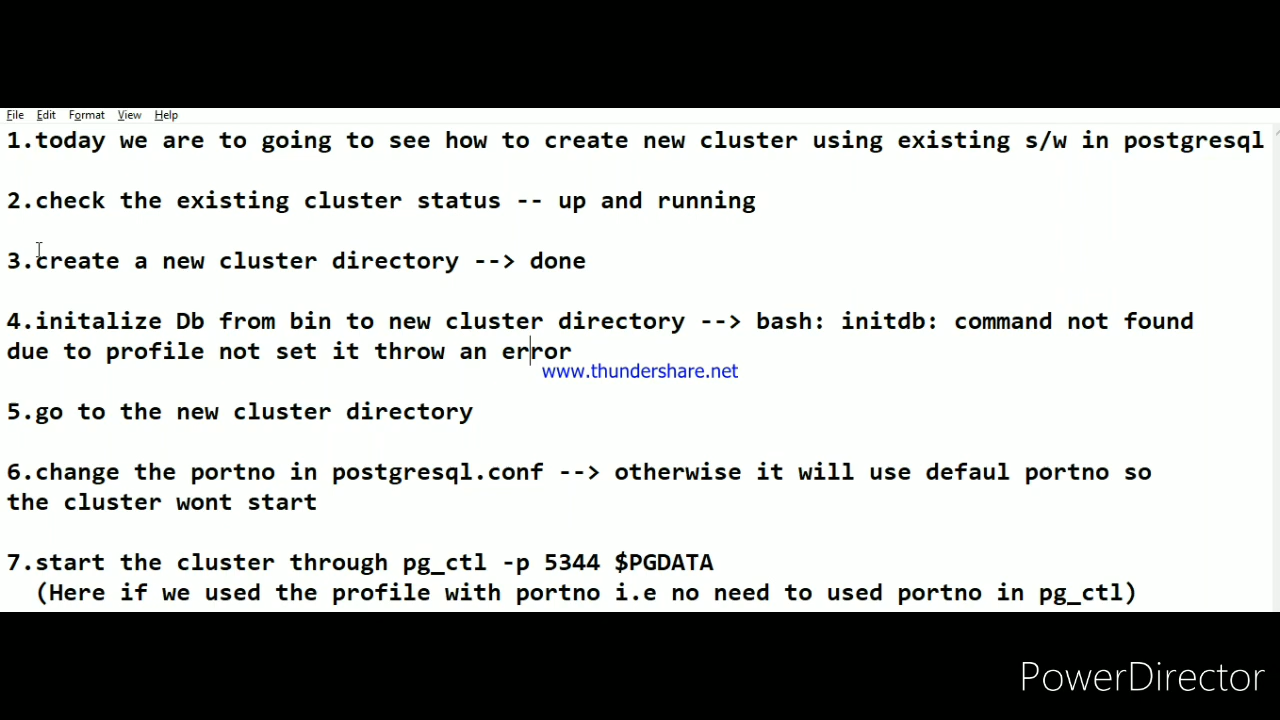 File Edit Format View Help
1.today we are to going to see how to create new cluster using existing s/w in postgresql
2.check the existing cluster status -- up and running
3.create a new cluster directory --> done
4.initalize Db from bin to new cluster directory --> bash: initdb: command not found
due to profile not set it throw an error
www.thundershare.net
5.go to the new cluster directory
6.change the portno in postgresql.conf --> otherwise it will use defaul portno so
the cluster wont start
7.start the cluster through pg_ctl -p 5344 $PGDATA
(Here if we used the profile with portno i.e no need to used portno in pg_ctl)
PowerDirector